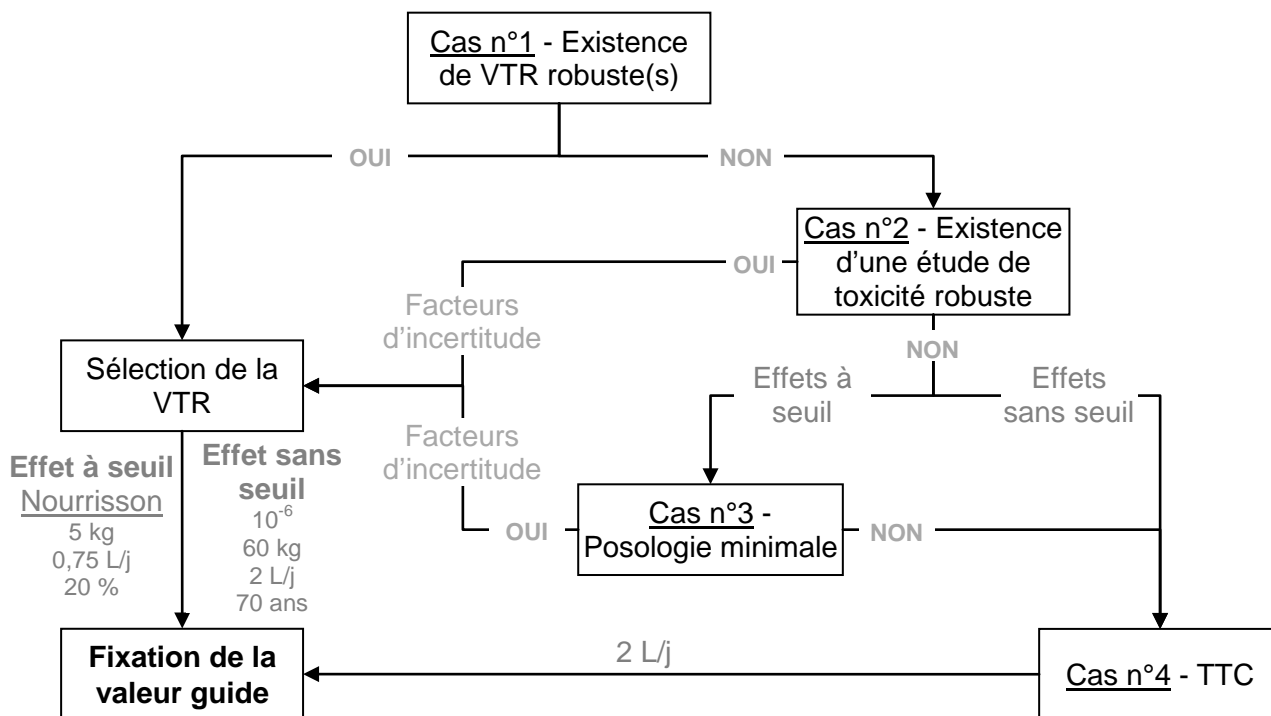 Cas n°1 - Existence
de VTR robuste(s)
OUI
NON
Cas n°2 - Existence
d'une étude de
toxicité robuste
OUI
Facteurs
d'incertitude
NON
Sélection de la
VTR
Effets à
seuil
Effets
sans seuil
Facteurs
d'incertitude
Effet à seuil
Nourrisson
5 kg
0,75 L/j
20 %
Effet sans
seuil
10⁻⁶
60 kg
2 L/j
70 ans
OUI
Cas n°3 -
Posologie minimale
NON
Fixation de la
valeur guide
2 L/j
Cas n°4 - TTC